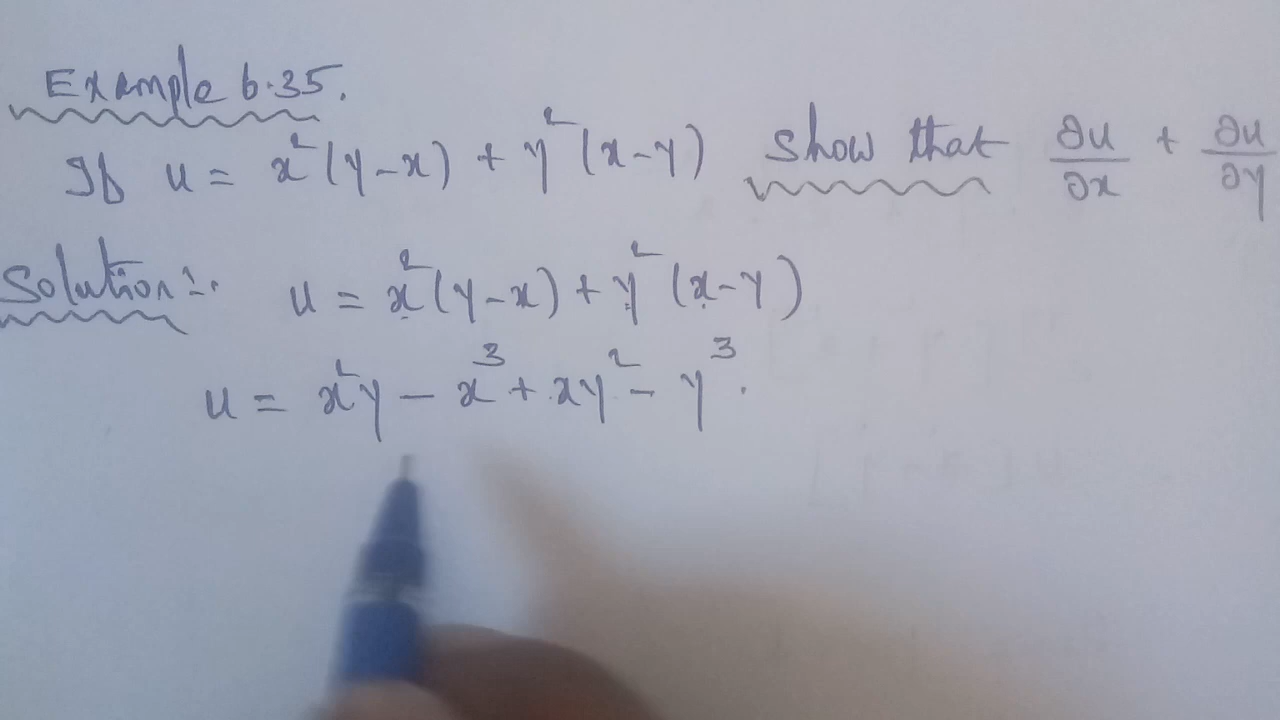 Example 6.35.
If u = x²(y-x) + y²(x-y) show that ∂u/∂x + ∂u/∂y
Solution:- u = x²(y-x) + y²(x-y)
u = x²y - x³ + xy² - y³.